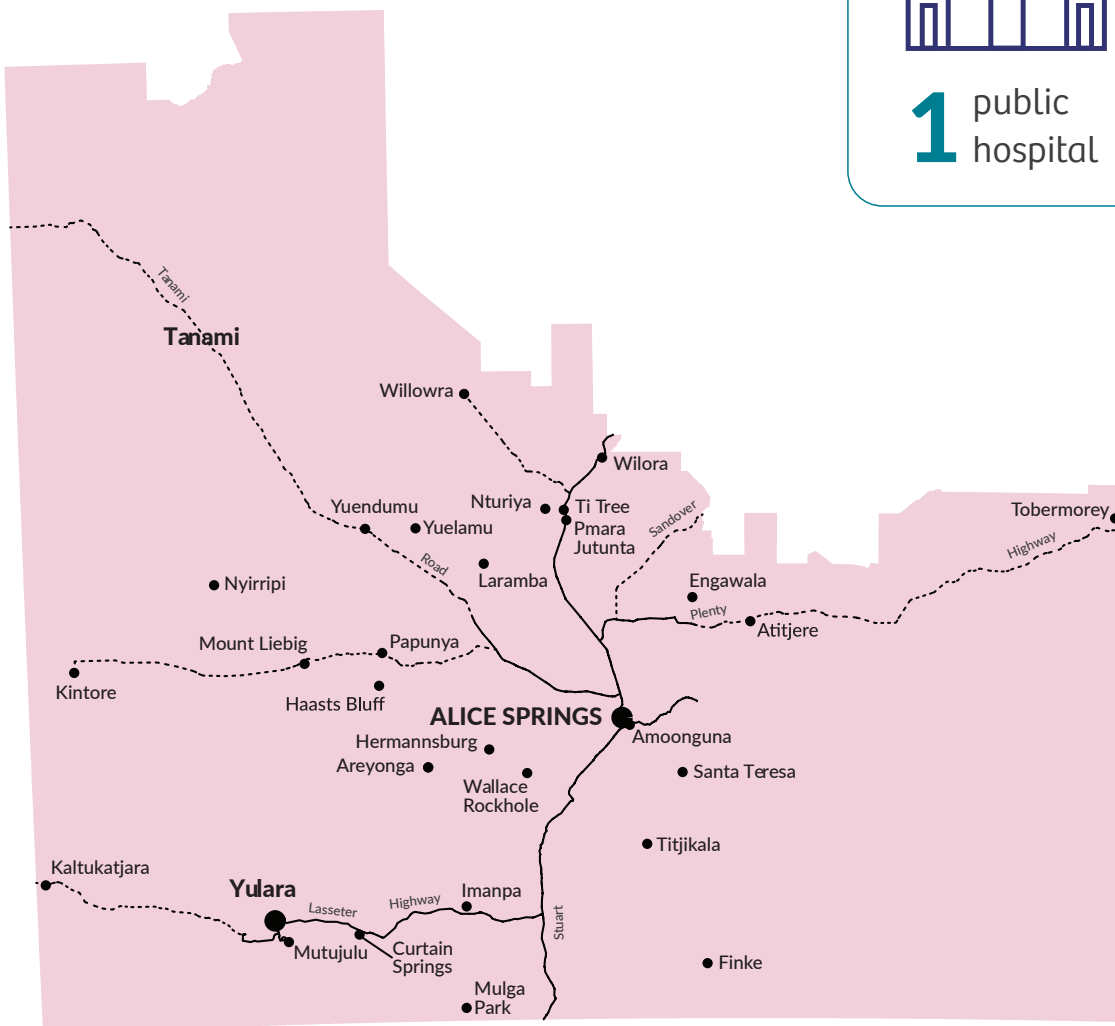 1 public
hospital
Tanami
Tanami
Willowra
Wilora
Nturiya
Ti Tree
Pmara
Jutunta
Sandover
Tobermorey
Highway
Yuendumu
Yuelamu
Road
Laramba
Engawala
Plenty
Atitjere
Nyirripi
Mount Liebig
Papunya
Kintore
Haasts Bluff
ALICE SPRINGS
Amoonguna
Hermannsburg
Areyonga
Wallace
Rockhole
Santa Teresa
Titjikala
Kaltukatjara
Yulara
Lasseter
Highway
Imanpa
Stuart
Mutujulu
Curtain
Springs
Finke
Mulga
Park